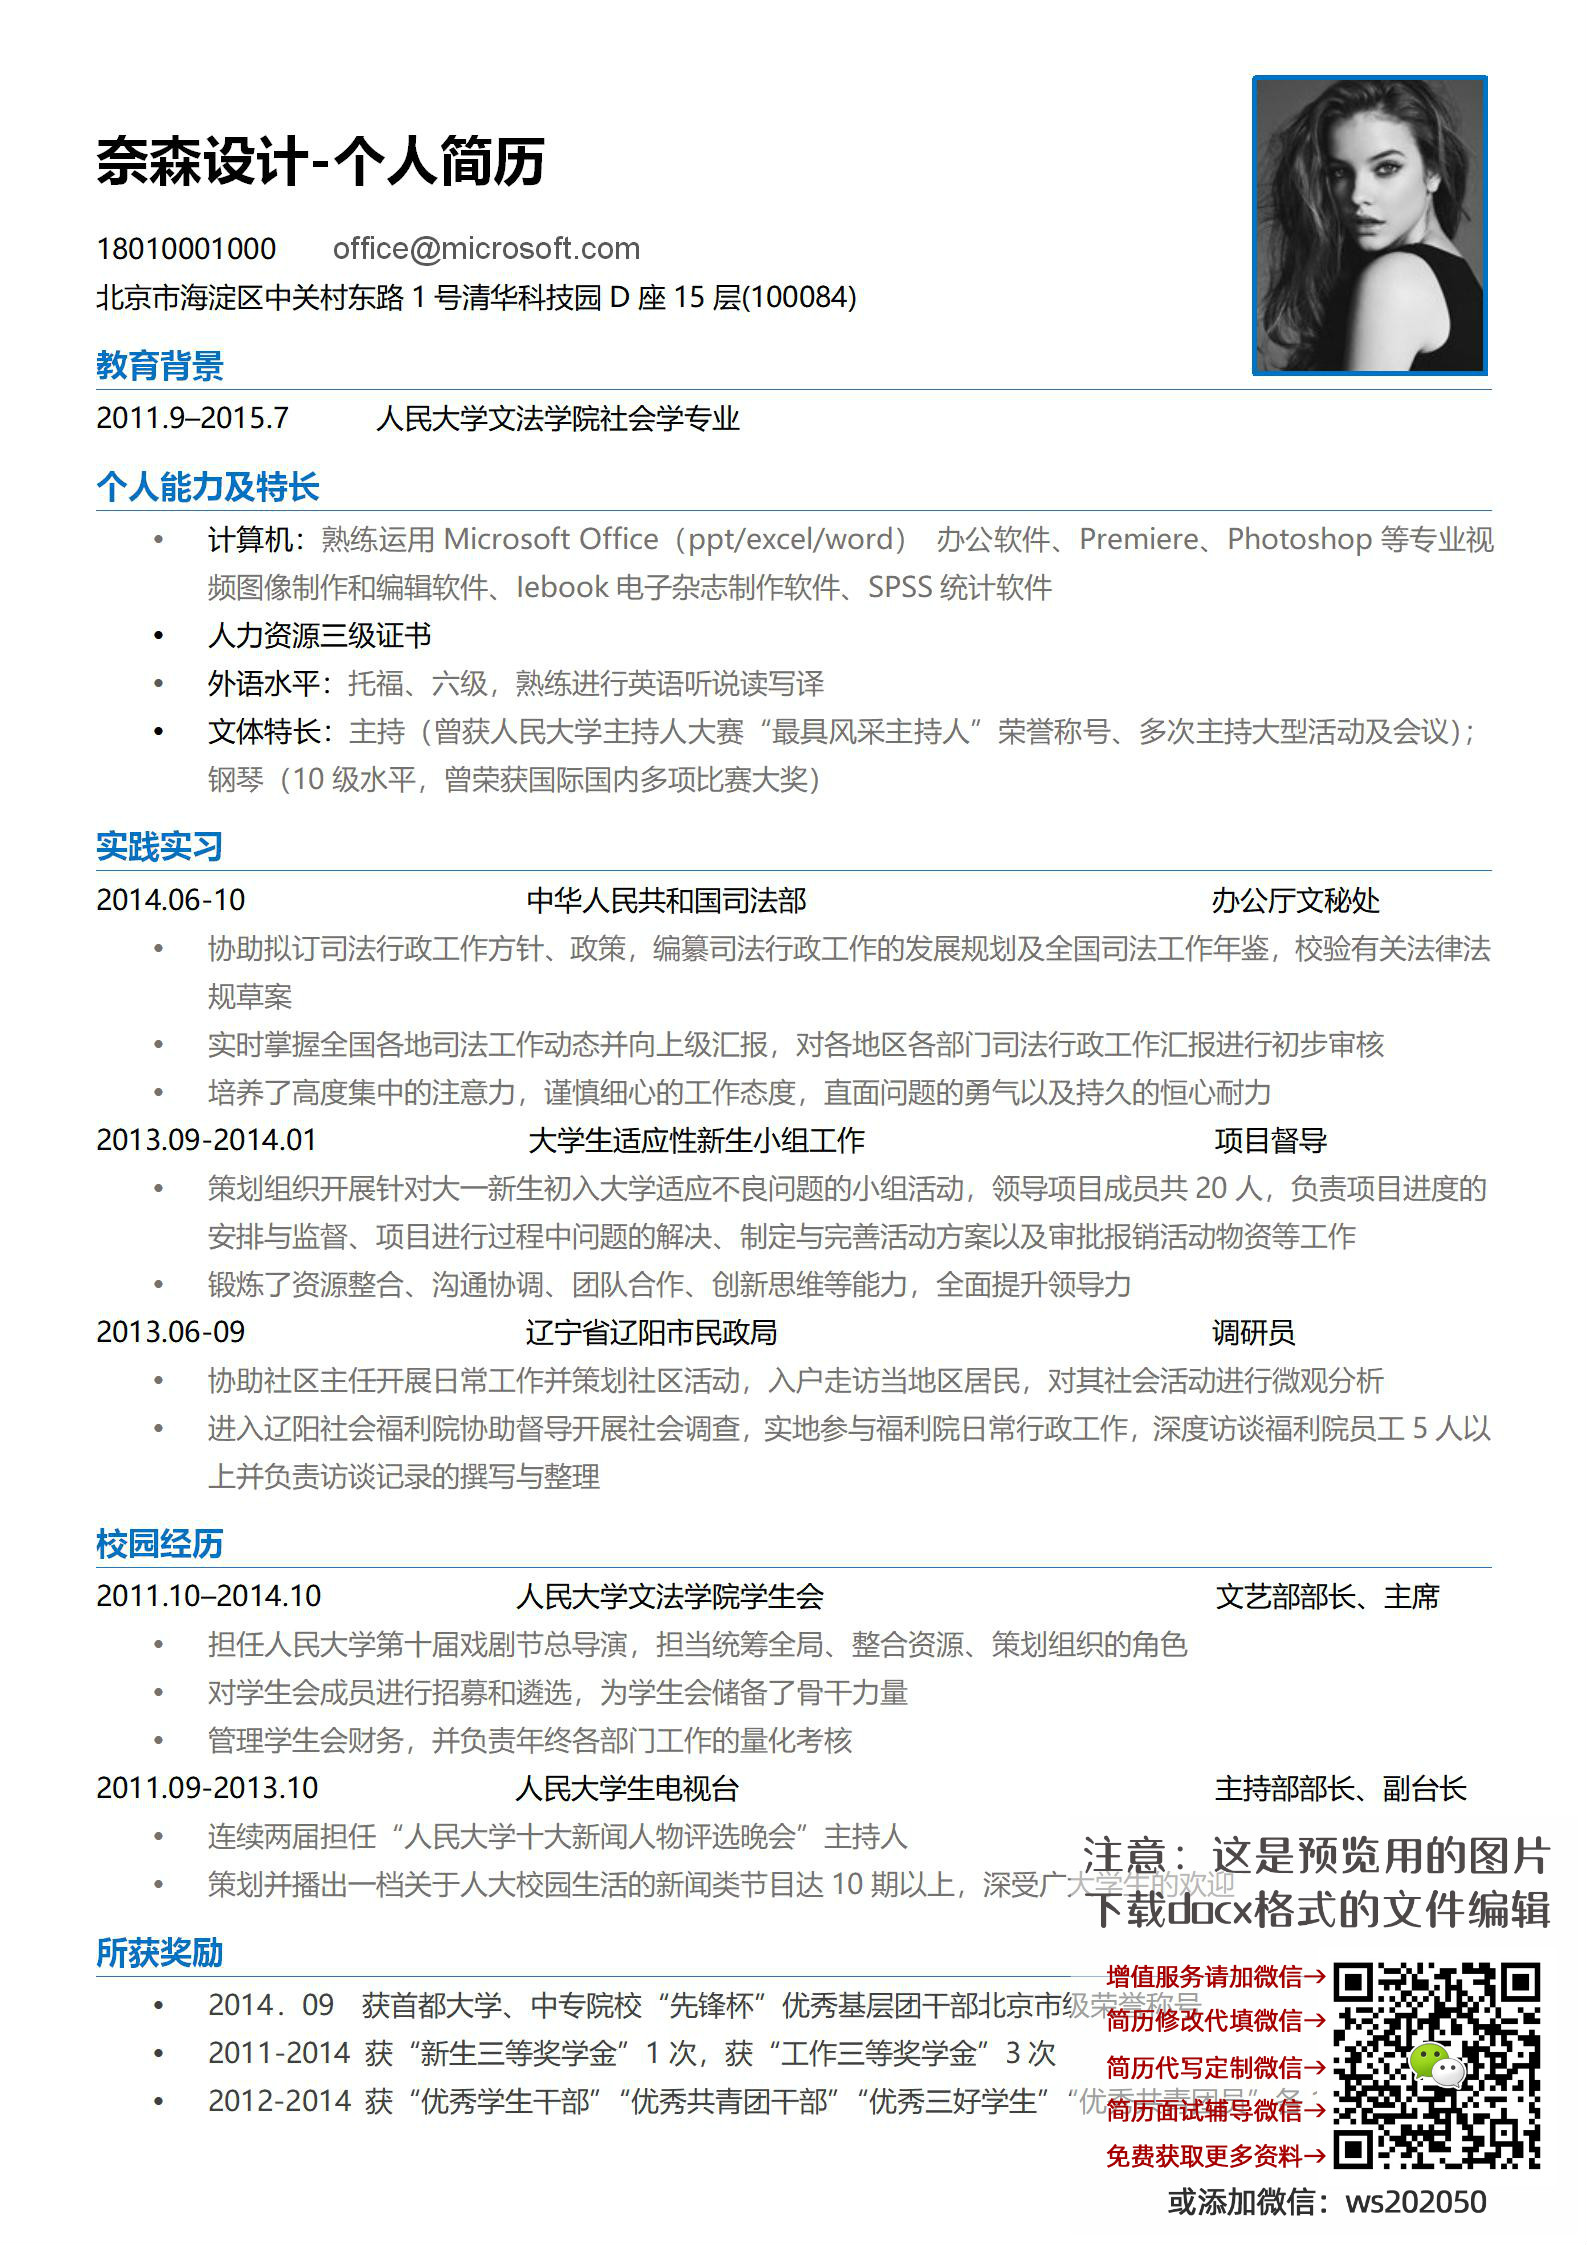 奈森设计-个人简历
18010001000 office@microsoft.com
北京市海淀区中关村东路 1 号清华科技园 D 座 15 层(100084)
教育背景
2011.9–2015.7 人民大学文法学院社会学专业
个人能力及特长
• 计算机：熟练运用 Microsoft Office（ppt/excel/word） 办公软件、Premiere、Photoshop 等专业视
频图像制作和编辑软件、Iebook 电子杂志制作软件、SPSS 统计软件
• 人力资源三级证书
• 外语水平：托福、六级，熟练进行英语听说读写译
• 文体特长：主持（曾获人民大学主持人大赛“最具风采主持人”荣誉称号、多次主持大型活动及会议）；
钢琴（10 级水平，曾荣获国际国内多项比赛大奖）
实践实习
2014.06-10 中华人民共和国司法部 办公厅文秘处
• 协助拟订司法行政工作方针、政策，编纂司法行政工作的发展规划及全国司法工作年鉴，校验有关法律法
规草案
• 实时掌握全国各地司法工作动态并向上级汇报，对各地区各部门司法行政工作汇报进行初步审核
• 培养了高度集中的注意力，谨慎细心的工作态度，直面问题的勇气以及持久的恒心耐力
2013.09-2014.01 大学生适应性新生小组工作 项目督导
• 策划组织开展针对大一新生初入大学适应不良问题的小组活动，领导项目成员共 20 人，负责项目进度的
安排与监督、项目进行过程中问题的解决、制定与完善活动方案以及审批报销活动物资等工作
• 锻炼了资源整合、沟通协调、团队合作、创新思维等能力，全面提升领导力
2013.06-09 辽宁省辽阳市民政局 调研员
• 协助社区主任开展日常工作并策划社区活动，入户走访当地区居民，对其社会活动进行微观分析
• 进入辽阳社会福利院协助督导开展社会调查，实地参与福利院日常行政工作，深度访谈福利院员工 5 人以
上并负责访谈记录的撰写与整理
校园经历
2011.10–2014.10 人民大学文法学院学生会 文艺部部长、主席
• 担任人民大学第十届戏剧节总导演，担当统筹全局、整合资源、策划组织的角色
• 对学生会成员进行招募和遴选，为学生会储备了骨干力量
• 管理学生会财务，并负责年终各部门工作的量化考核
2011.09-2013.10 人民大学生电视台 主持部部长、副台长
• 连续两届担任“人民大学十大新闻人物评选晚会”主持人
• 策划并播出一档关于人大校园生活的新闻类节目达 10 期以上，深受广大学生的欢迎
所获奖励
• 2014．09 获首都大学、中专院校“先锋杯”优秀基层团干部北京市级荣誉称号
• 2011-2014 获“新生三等奖学金”1 次，获“工作三等奖学金”3 次
• 2012-2014 获“优秀学生干部”“优秀共青团干部”“优秀三好学生”“优秀共青团员”各
注意：这是预览用的图片
下载docx格式的文件编辑
增值服务请加微信→
简历修改代填微信→
简历代写定制微信→
简历面试辅导微信→
免费获取更多资料→
或添加微信：ws202050